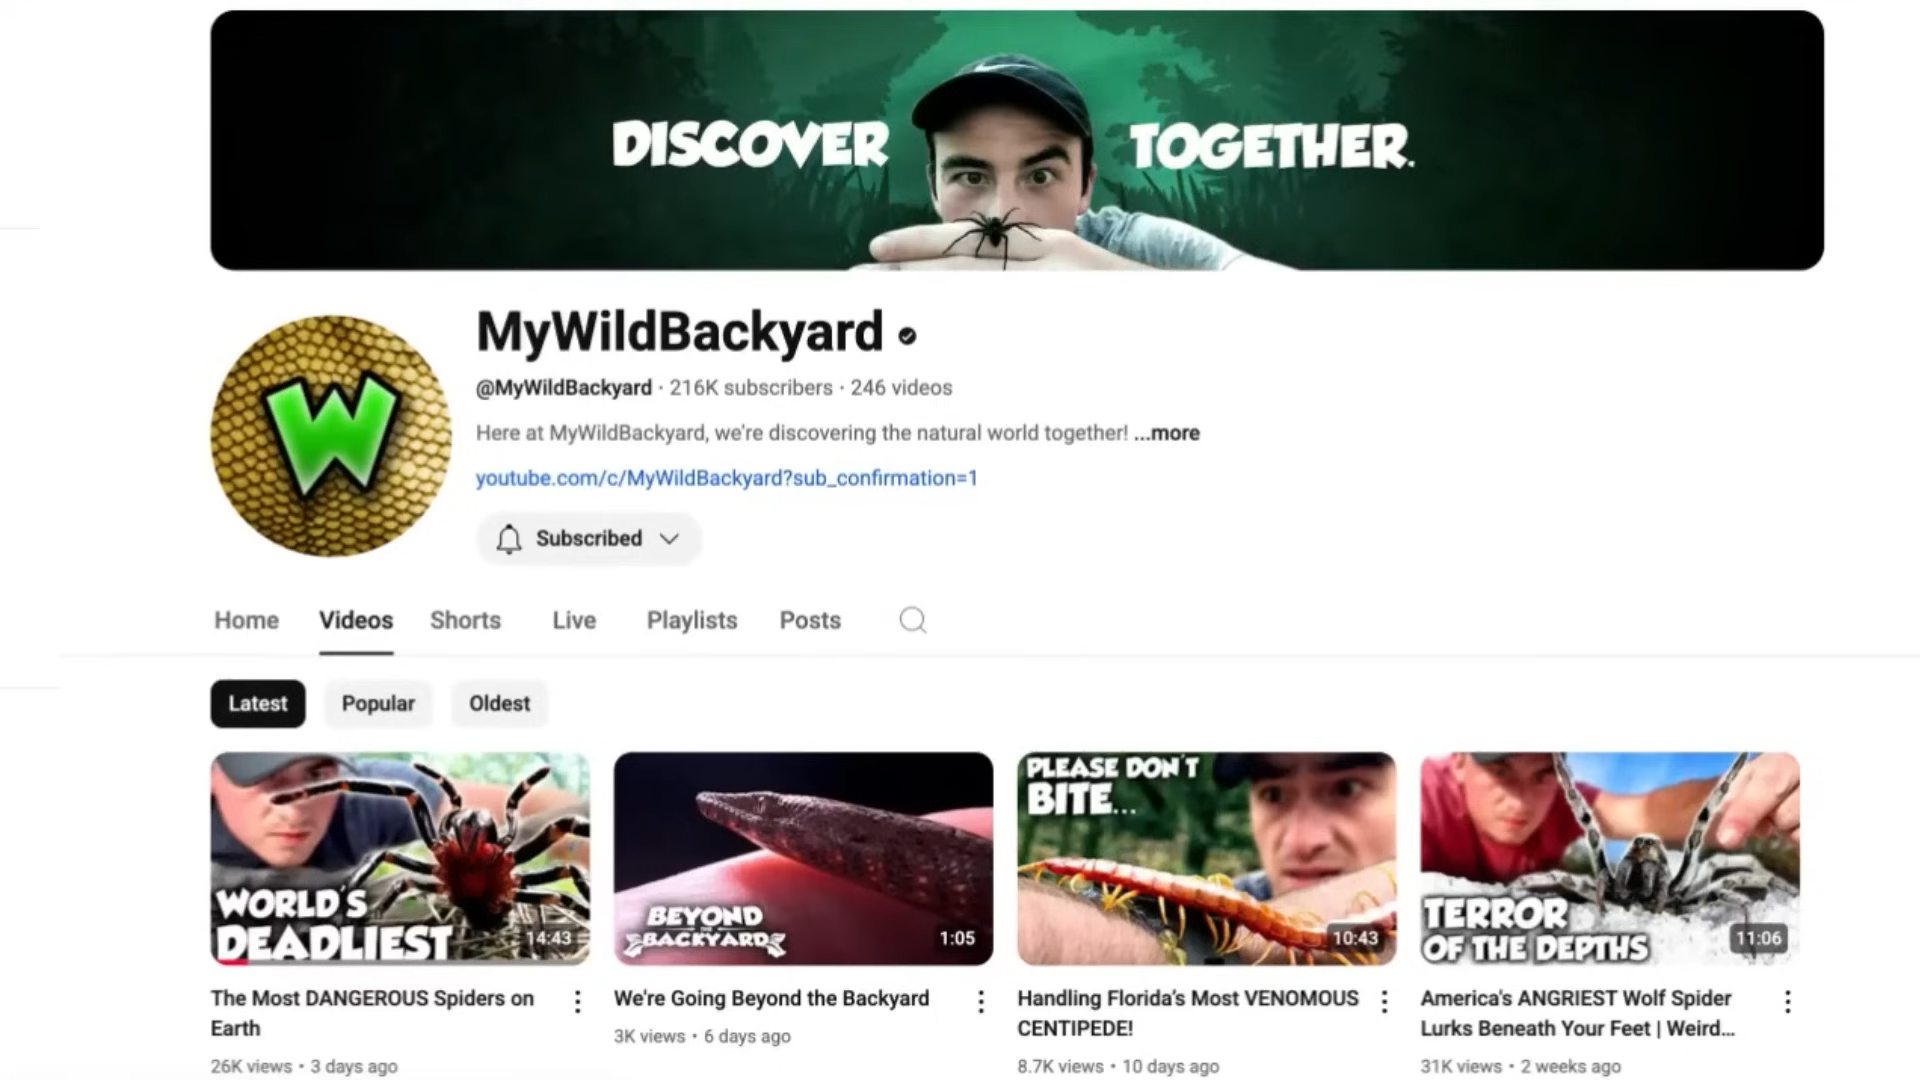 DISCOVER TOGETHER.
MyWildBackyard
@MyWildBackyard · 216K subscribers · 246 videos
Here at MyWildBackyard, we're discovering the natural world together! ...more
youtube.com/c/MyWildBackyard?sub_confirmation=1
W
Subscribed
Home Videos Shorts Live Playlists Posts
Latest Popular Oldest
WORLD'S
DEADLIEST
14:43
The Most DANGEROUS Spiders on
Earth
26K views • 3 days ago
BEYOND
BACKYARD
1:05
We're Going Beyond the Backyard
3K views • 6 days ago
PLEASE DON'T
BITE...
10:43
Handling Florida's Most VENOMOUS
CENTIPEDE!
8.7K views • 10 days ago
TERROR
OF THE DEPTHS
11:06
America's ANGRIEST Wolf Spider
Lurks Beneath Your Feet | Weird...
31K views • 2 weeks ago